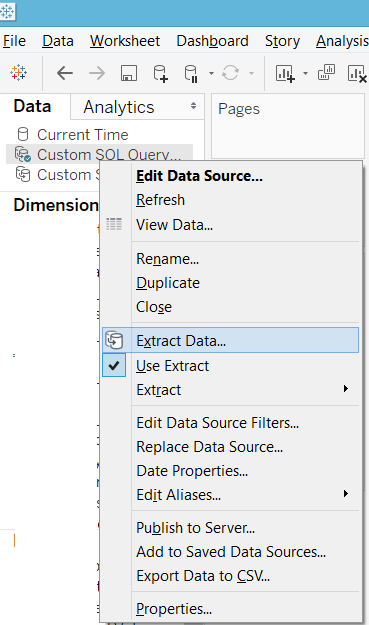 File Data Worksheet Dashboard Story Analysis
Data Analytics Pages
Current Time
Custom SQL Query...
Custom S
Dimension
Edit Data Source...
Refresh
View Data...
Rename...
Duplicate
Close
Extract Data...
Use Extract
Extract
Edit Data Source Filters...
Replace Data Source...
Date Properties...
Edit Aliases...
Publish to Server...
Add to Saved Data Sources...
Export Data to CSV...
Properties...